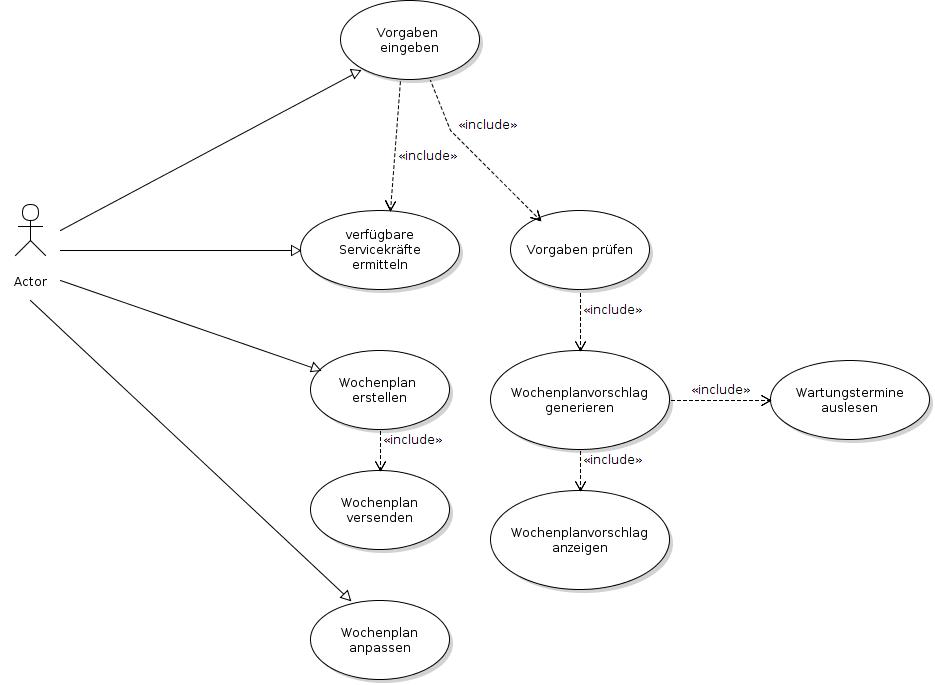 Vorgaben
eingeben
«include»
«include»
Actor
verfügbare
Servicekräfte
ermitteln
Vorgaben prüfen
«include»
Wochenplan
erstellen
Wochenplanvorschlag
generieren
«include»
Wartungstermine
auslesen
«include»
«include»
Wochenplan
versenden
Wochenplanvorschlag
anzeigen
Wochenplan
anpassen